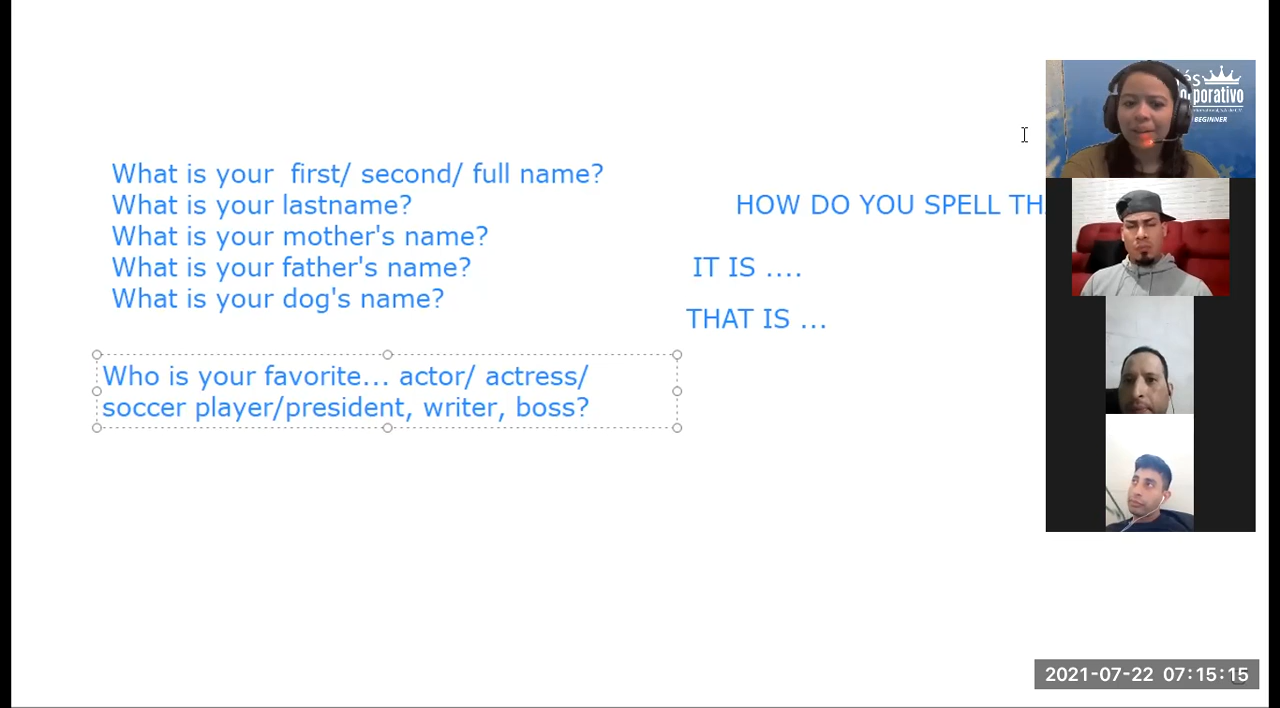 What is your  first/ second/ full name?
What is your lastname?
What is your mother's name?
What is your father's name?
What is your dog's name?
HOW DO YOU SPELL
IT IS ....
THAT IS ...
Who is your favorite... actor/ actress/
soccer player/president, writer, boss?
BEGINNER
2021-07-22 07:15:15